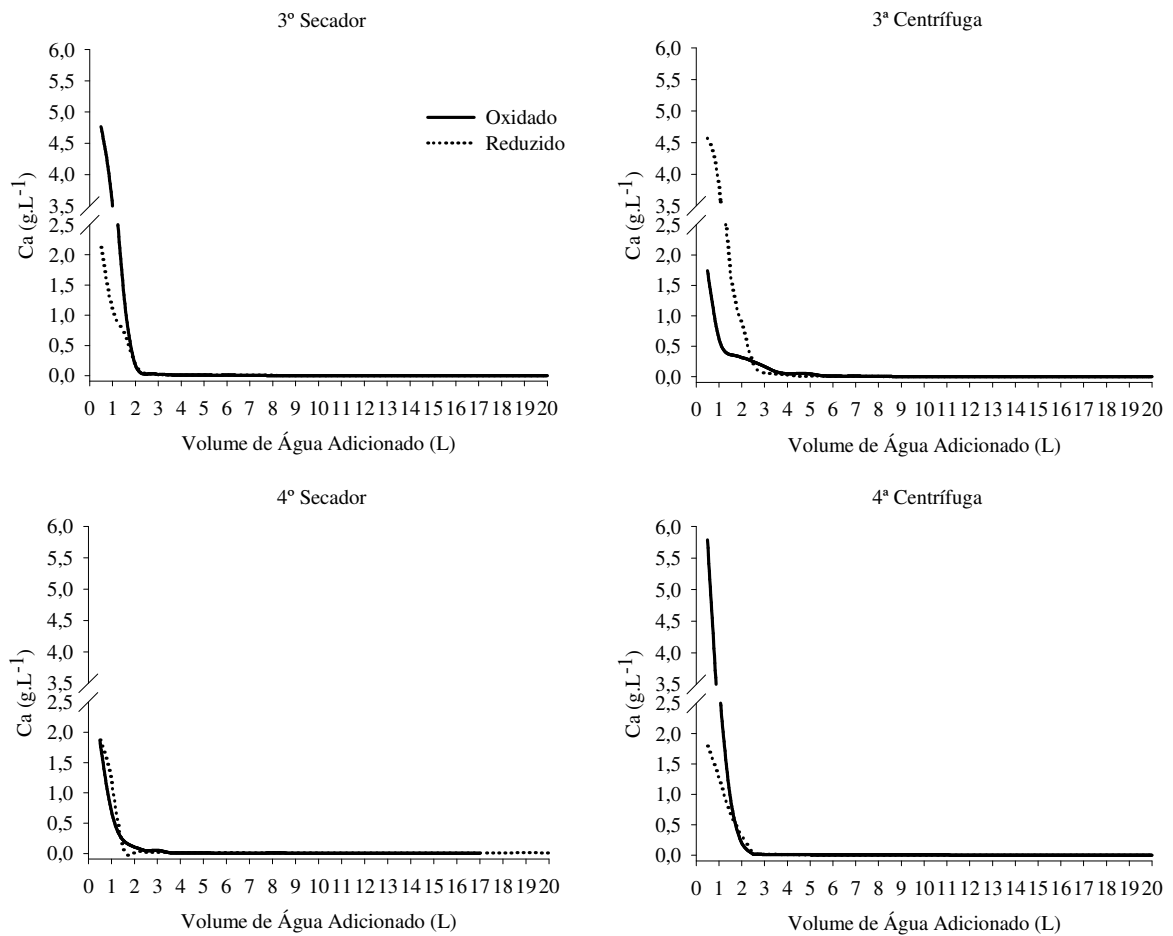 3º Secador
6,0
5,5
5,0
4,5
4,0
3,5
2,5
2,0
1,5
1,0
0,5
0,0
Ca (g.L-1)
Oxidado
Reduzido
0 1 2 3 4 5 6 7 8 9 10 11 12 13 14 15 16 17 18 19 20
Volume de Água Adicionado (L)
3ª Centrífuga
6,0
5,5
5,0
4,5
4,0
3,5
2,5
2,0
1,5
1,0
0,5
0,0
Ca (g.L-1)
0 1 2 3 4 5 6 7 8 9 10 11 12 13 14 15 16 17 18 19 20
Volume de Água Adicionado (L)
4º Secador
6,0
5,5
5,0
4,5
4,0
3,5
2,5
2,0
1,5
1,0
0,5
0,0
Ca (g.L-1)
0 1 2 3 4 5 6 7 8 9 10 11 12 13 14 15 16 17 18 19 20
Volume de Água Adicionado (L)
4ª Centrífuga
6,0
5,5
5,0
4,5
4,0
3,5
2,5
2,0
1,5
1,0
0,5
0,0
Ca (g.L-1)
0 1 2 3 4 5 6 7 8 9 10 11 12 13 14 15 16 17 18 19 20
Volume de Água Adicionado (L)